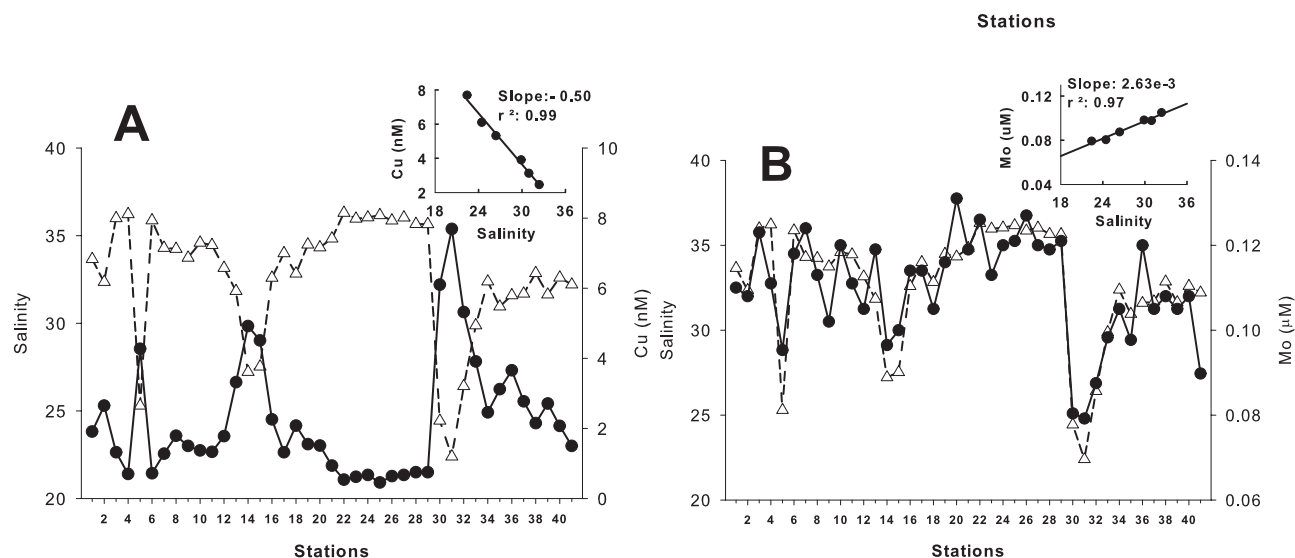 Stations
A
Slope:- 0.50
r ²: 0.99
Cu (nM)
8
6
4
2
18 24 30 36
Salinity
40
35
30
25
20
Salinity
10
8
6
4
2
0
Cu (nM)
2 4 6 8 10 12 14 16 18 20 22 24 26 28 30 32 34 36 38 40
Stations
B
Slope: 2.63e-3
r ²: 0.97
Mo (uM)
0.12
0.08
0.04
18 24 30 36
Salinity
40
35
30
25
20
Salinity
0.14
0.12
0.10
0.08
0.06
Mo (μM)
2 4 6 8 10 12 14 16 18 20 22 24 26 28 30 32 34 36 38 40
Stations